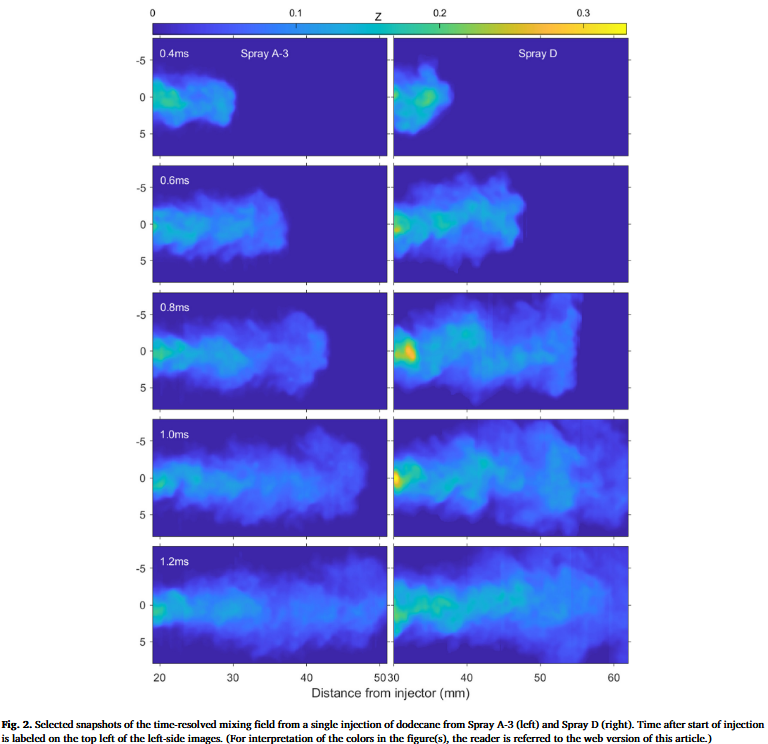 0 0.1 Z 0.2 0.3
0.4ms Spray A-3 Spray D
-5
0
5
0.6ms
-5
0
5
0.8ms
-5
0
5
1.0ms
-5
0
5
1.2ms
-5
0
5
20 30 40 50 30 40 50 60
Distance from injector (mm)
Fig. 2. Selected snapshots of the time-resolved mixing field from a single injection of dodecane from Spray A-3 (left) and Spray D (right). Time after start of injection
is labeled on the top left of the left-side images. (For interpretation of the colors in the figure(s), the reader is referred to the web version of this article.)